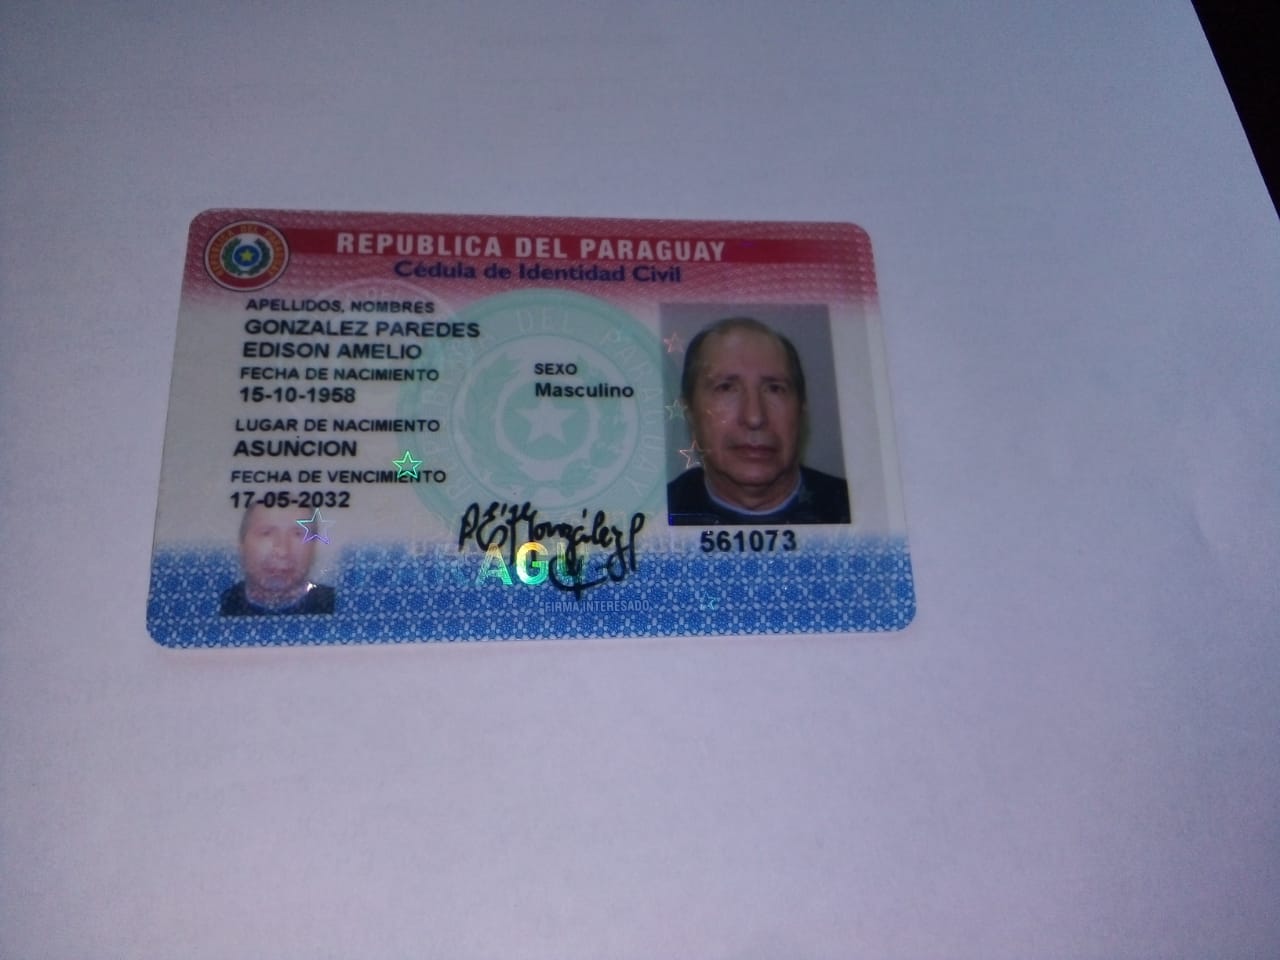 REPUBLICA DEL PARAGUAY
Cédula de Identidad Civil
APELLIDOS, NOMBRES
GONZALEZ PAREDES
EDISON AMELIO
FECHA DE NACIMIENTO
15-10-1958
SEXO
Masculino
LUGAR DE NACIMIENTO
ASUNCION
FECHA DE VENCIMIENTO
17-05-2032
561073
FIRMA INTERESADO